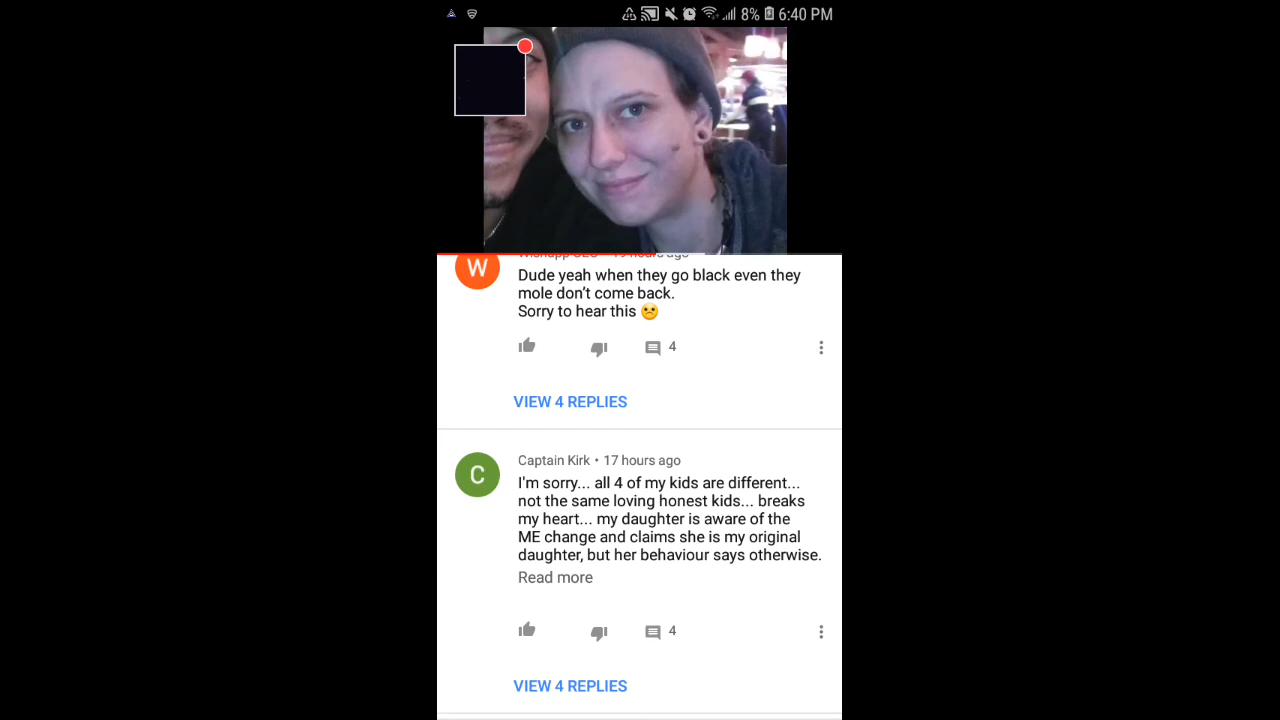 8% 6:40 PM
W
19 hours ago
Dude yeah when they go black even they
mole don't come back.
Sorry to hear this ☹️
4
VIEW 4 REPLIES
C
Captain Kirk • 17 hours ago
I'm sorry... all 4 of my kids are different...
not the same loving honest kids... breaks
my heart... my daughter is aware of the
ME change and claims she is my original
daughter, but her behaviour says otherwise.
Read more
4
VIEW 4 REPLIES